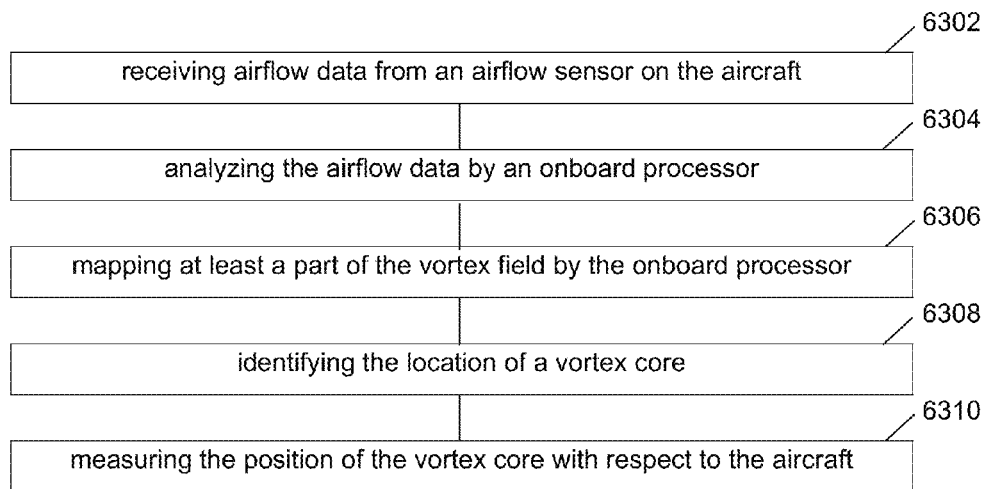 6302
receiving airflow data from an airflow sensor on the aircraft
6304
analyzing the airflow data by an onboard processor
6306
mapping at least a part of the vortex field by the onboard processor
6308
identifying the location of a vortex core
6310
measuring the position of the vortex core with respect to the aircraft